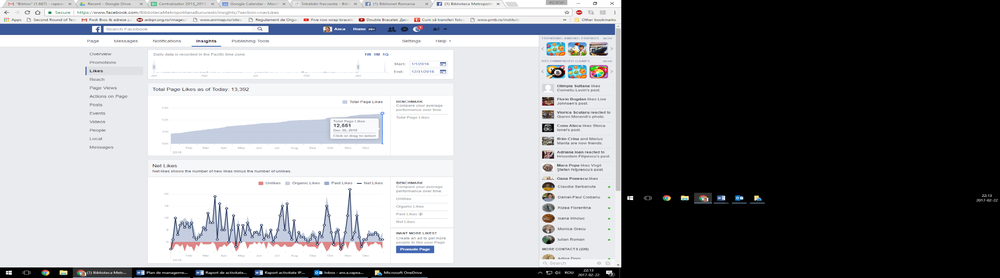 "Biblios" (1,667) - rapean
Recent - Google Drive
Centralizator 2013_2015.
Google Calendar - Mont
Întrebări frecvente - Bibl
(1) Biblionet Romania
(1) Biblioteca Metropolit
Secure
https://www.facebook.com/BibliotecaMetropolitanaBucuresti/insights/?section=navLikes
Apps
Second Round of Test
Fwd: Bios & adrese pe
anbpr.org.ro/images/
www.anrmap.ro/sites/
Regulament de Organ
Five row wrap bracele
Double Bracelet. Двой
Cum să transferi fotog
www.pmb.ro/institutii
»
Other bookmarks
Search Facebook
Anca
Home 20+
1
Page
Messages
Notifications
Insights
Publishing Tools
Settings
Help
Overview
Promotions
Likes
Reach
Page Views
Actions on Page
Posts
Events
Videos
People
Local
Messages
Daily data is recorded in the Pacific time zone.
1W 1M 1Q
Start: 1/1/2016
End: 12/31/2016
Jan Apr Jul Oct Jan
Total Page Likes as of Today: 13,392
Total Page Likes
13K
12K
11K
10K
Total Page Likes
12,551
Dec 30, 2016
Click or drag to select
Feb Mar Apr May Jun Jul Aug Sep Oct Nov Dec
2016
BENCHMARK
Compare your average
performance over time.
Total Page Likes
Net Likes
Net likes shows the number of new likes minus the number of unlikes.
Unlikes Organic Likes Paid Likes Net Likes
20
15
10
5
0
Feb Mar Apr May Jun Jul Aug Sep Oct Nov Dec
2016
BENCHMARK
Compare your average
performance over time.
Unlikes
Organic Likes
Paid Likes
Net Likes
WANT MORE LIKES?
Create an ad to get more
people to like your Page.
Promote Page
TRENDING AMONG FRIENDS MORE
RECOMMENDED GAMES MORE
8
Olimpia Sultana likes
Corneliu Lovin's post.
Florin Bogdan likes Lise
Johnsen's post.
Viorica Scutaru reacted to
Gianni Morandi's photo.
Conu Alecu likes Stoica
Ionel's post.
Ifrim Crina and Marius
Manta are now friends.
Adriana Ioan reacted to
Hrisostom Filipescu's post.
Mara Popa likes Virgil
Ștefan Nițulescu's post.
Oana Popescu likes
Claudia Serbanuta
Daniel-Paul Ciobanu
Rizea Florentina
Ioana Irinciuc
Monica Grecu
Iulian Roman
MORE CONTACTS (226)
Adina Doro
Search
(1) Biblioteca Metr...
Plan de manageme...
Raport de activitate...
Raport activitate IP...
Inbox - anca.rapea...
Microsoft OneDrive
ROU
22:13
2017-02-22
2
22:13
2017-02-22